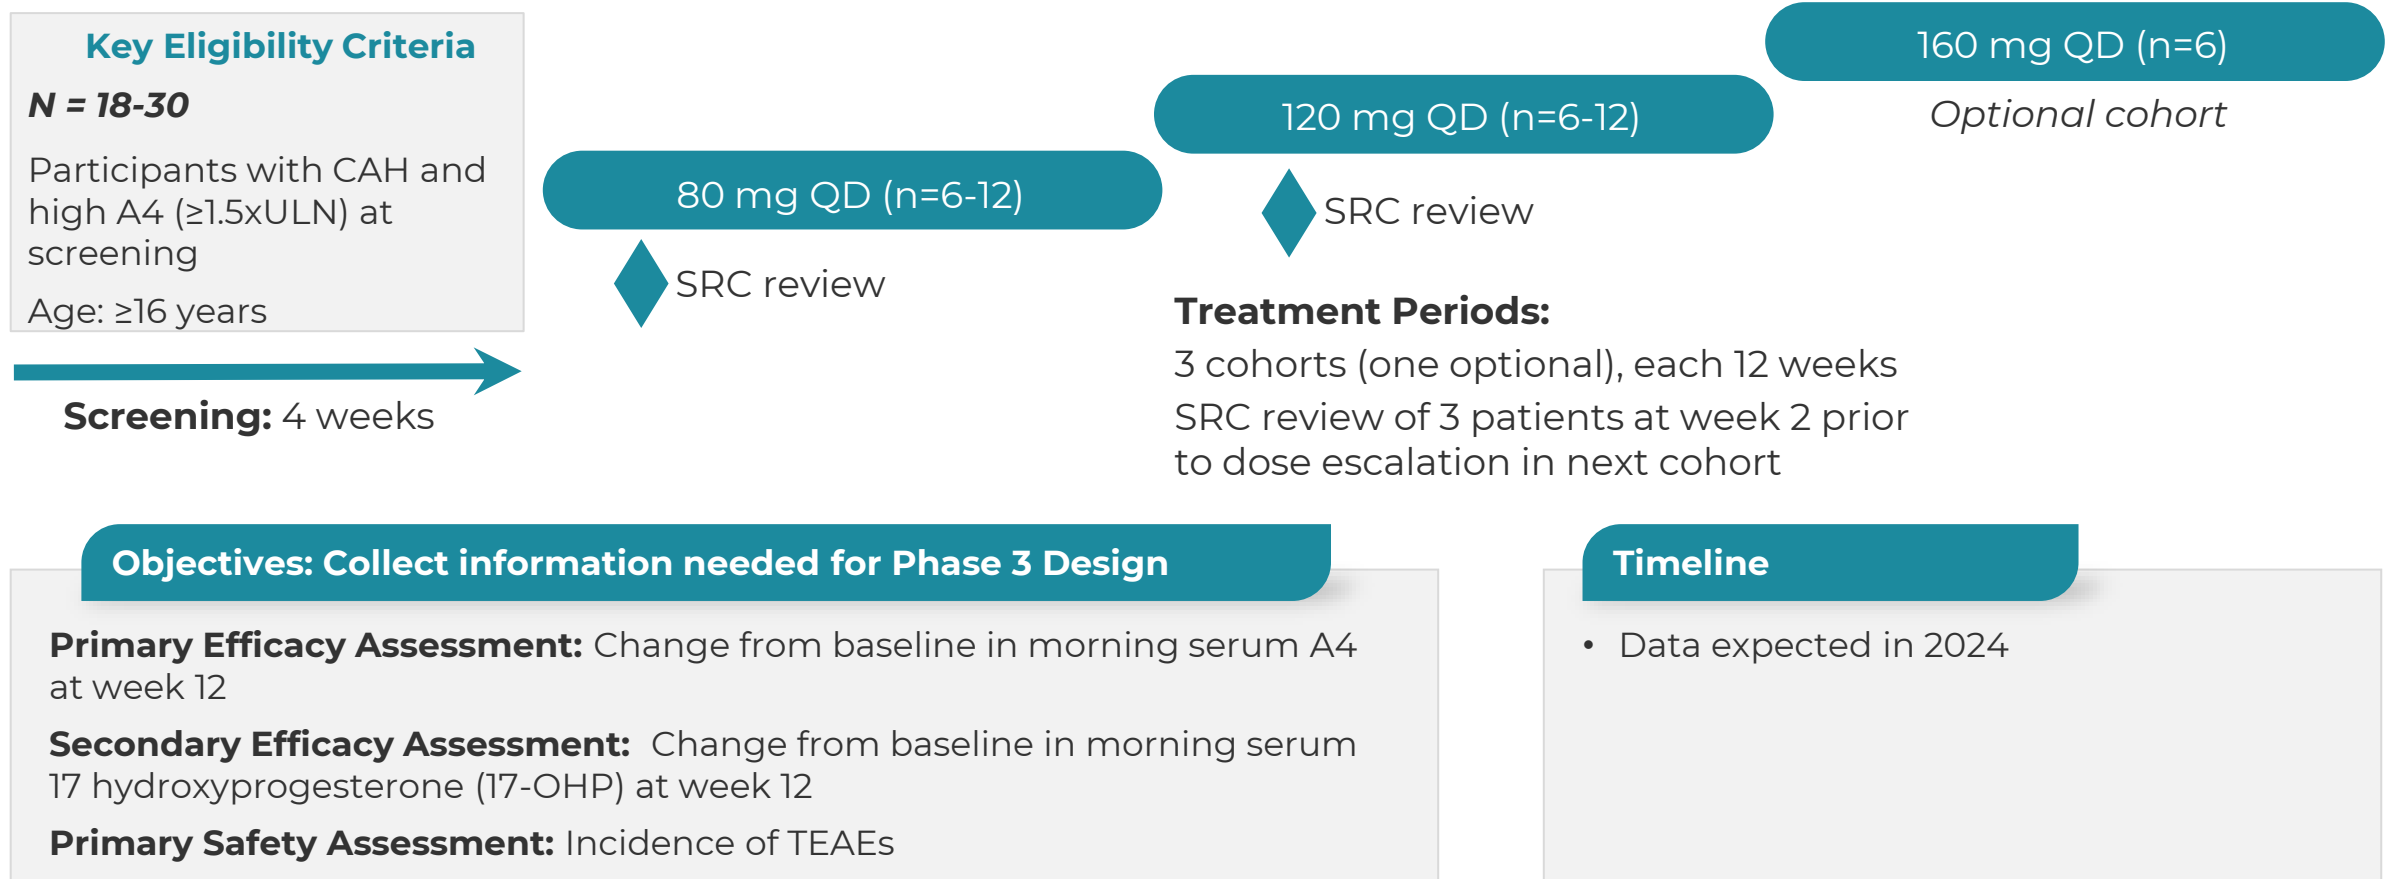 Key Eligibility Criteria
N = 18-30
Participants with CAH and
high A4 (≥1.5xULN) at
screening
Age: ≥16 years
Screening: 4 weeks
80 mg QD (n=6-12)
SRC review
120 mg QD (n=6-12)
SRC review
160 mg QD (n=6)
Optional cohort
Treatment Periods:
3 cohorts (one optional), each 12 weeks
SRC review of 3 patients at week 2 prior
to dose escalation in next cohort
Objectives: Collect information needed for Phase 3 Design
Primary Efficacy Assessment: Change from baseline in morning serum A4
at week 12
Secondary Efficacy Assessment: Change from baseline in morning serum
17 hydroxyprogesterone (17-OHP) at week 12
Primary Safety Assessment: Incidence of TEAEs
Timeline
• Data expected in 2024